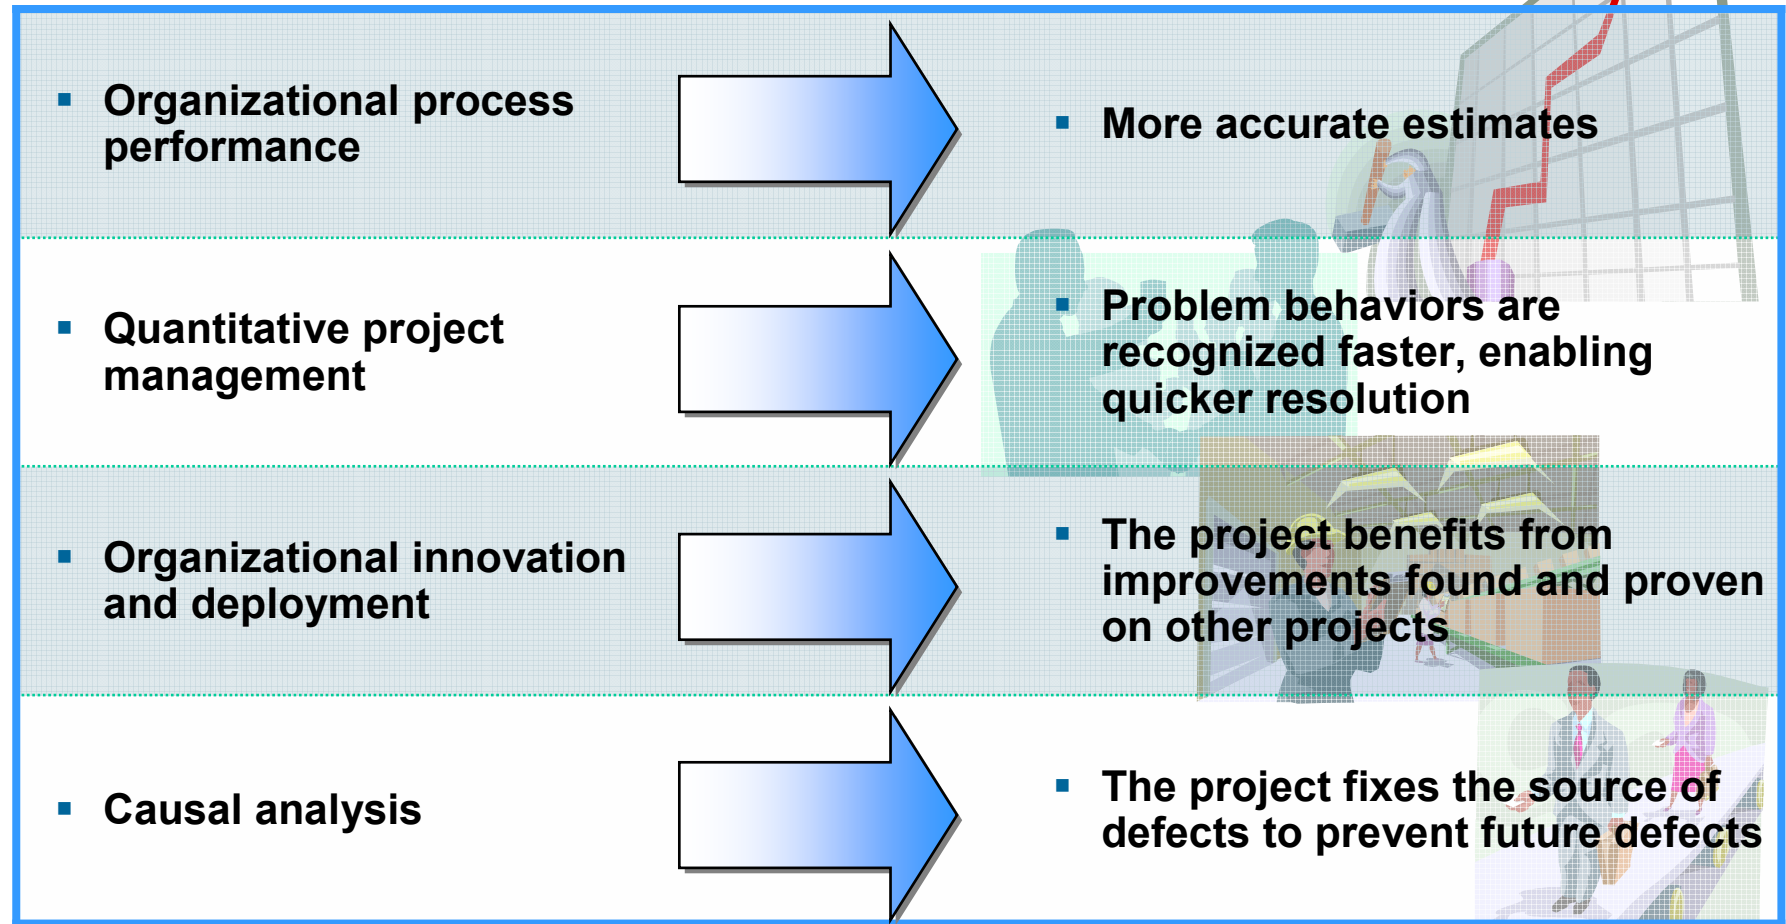 ▪ Organizational process
performance
▪ More accurate estimates
▪ Quantitative project
management
▪ Problem behaviors are
recognized faster, enabling
quicker resolution
▪ Organizational innovation
and deployment
▪ The project benefits from
improvements found and proven
on other projects
▪ Causal analysis
▪ The project fixes the source of
defects to prevent future defects